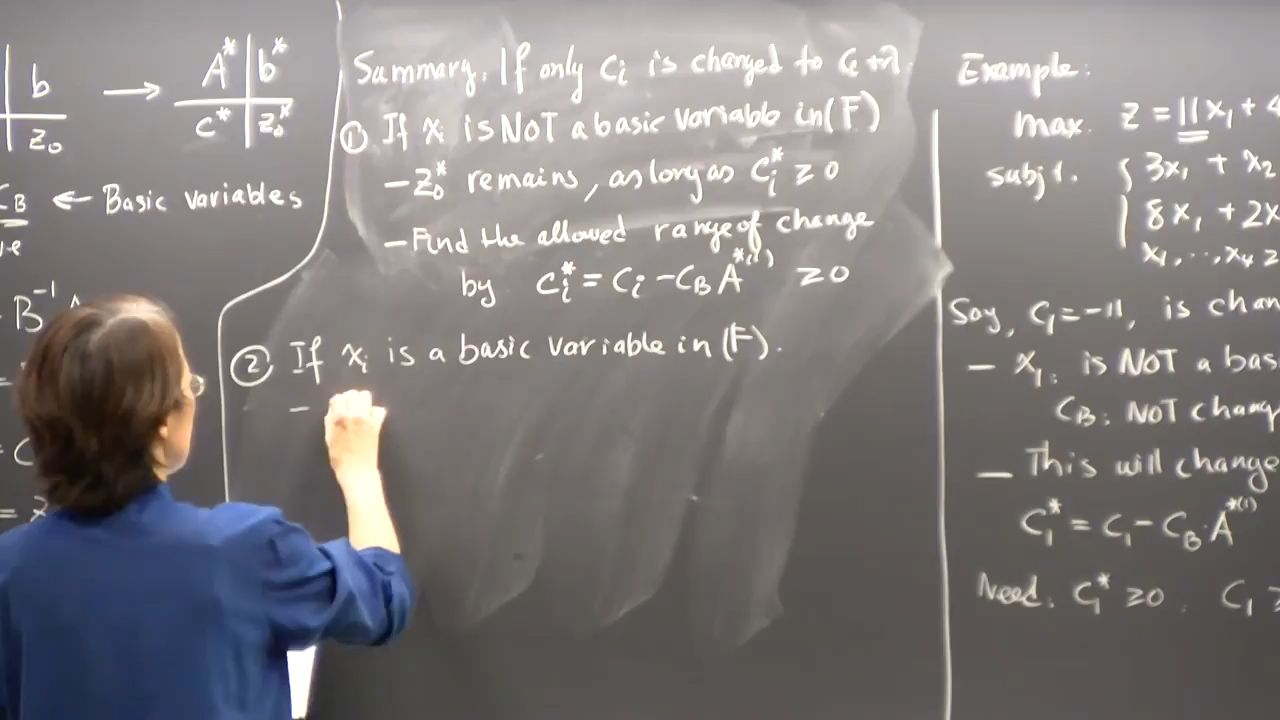 b → A* b*
z₀ c* z₀*
C_B ← Basic variables
B⁻¹
Summary. If only Ci is changed to Ci+λ.
① If xi is NOT a basic variable in (F)
- z₀* remains, as long as Ci* ≥ 0
- Find the allowed range of change
by Ci* = Ci - C_B A*⁽ⁱ⁾ ≥ 0
② If xi is a basic variable in (F).
-
Example:
max. z = 11x₁ + 4
subjt. { 3x₁ + x₂
8x₁ + 2x
x₁, ..., x₄ ≥
Say, C₁ = -11, is chan
- x₁: is NOT a bas
C_B: NOT chang
- This will change
C₁* = C₁ - C_B · A*⁽¹⁾
Need: C₁* ≥ 0. C₁ ≥